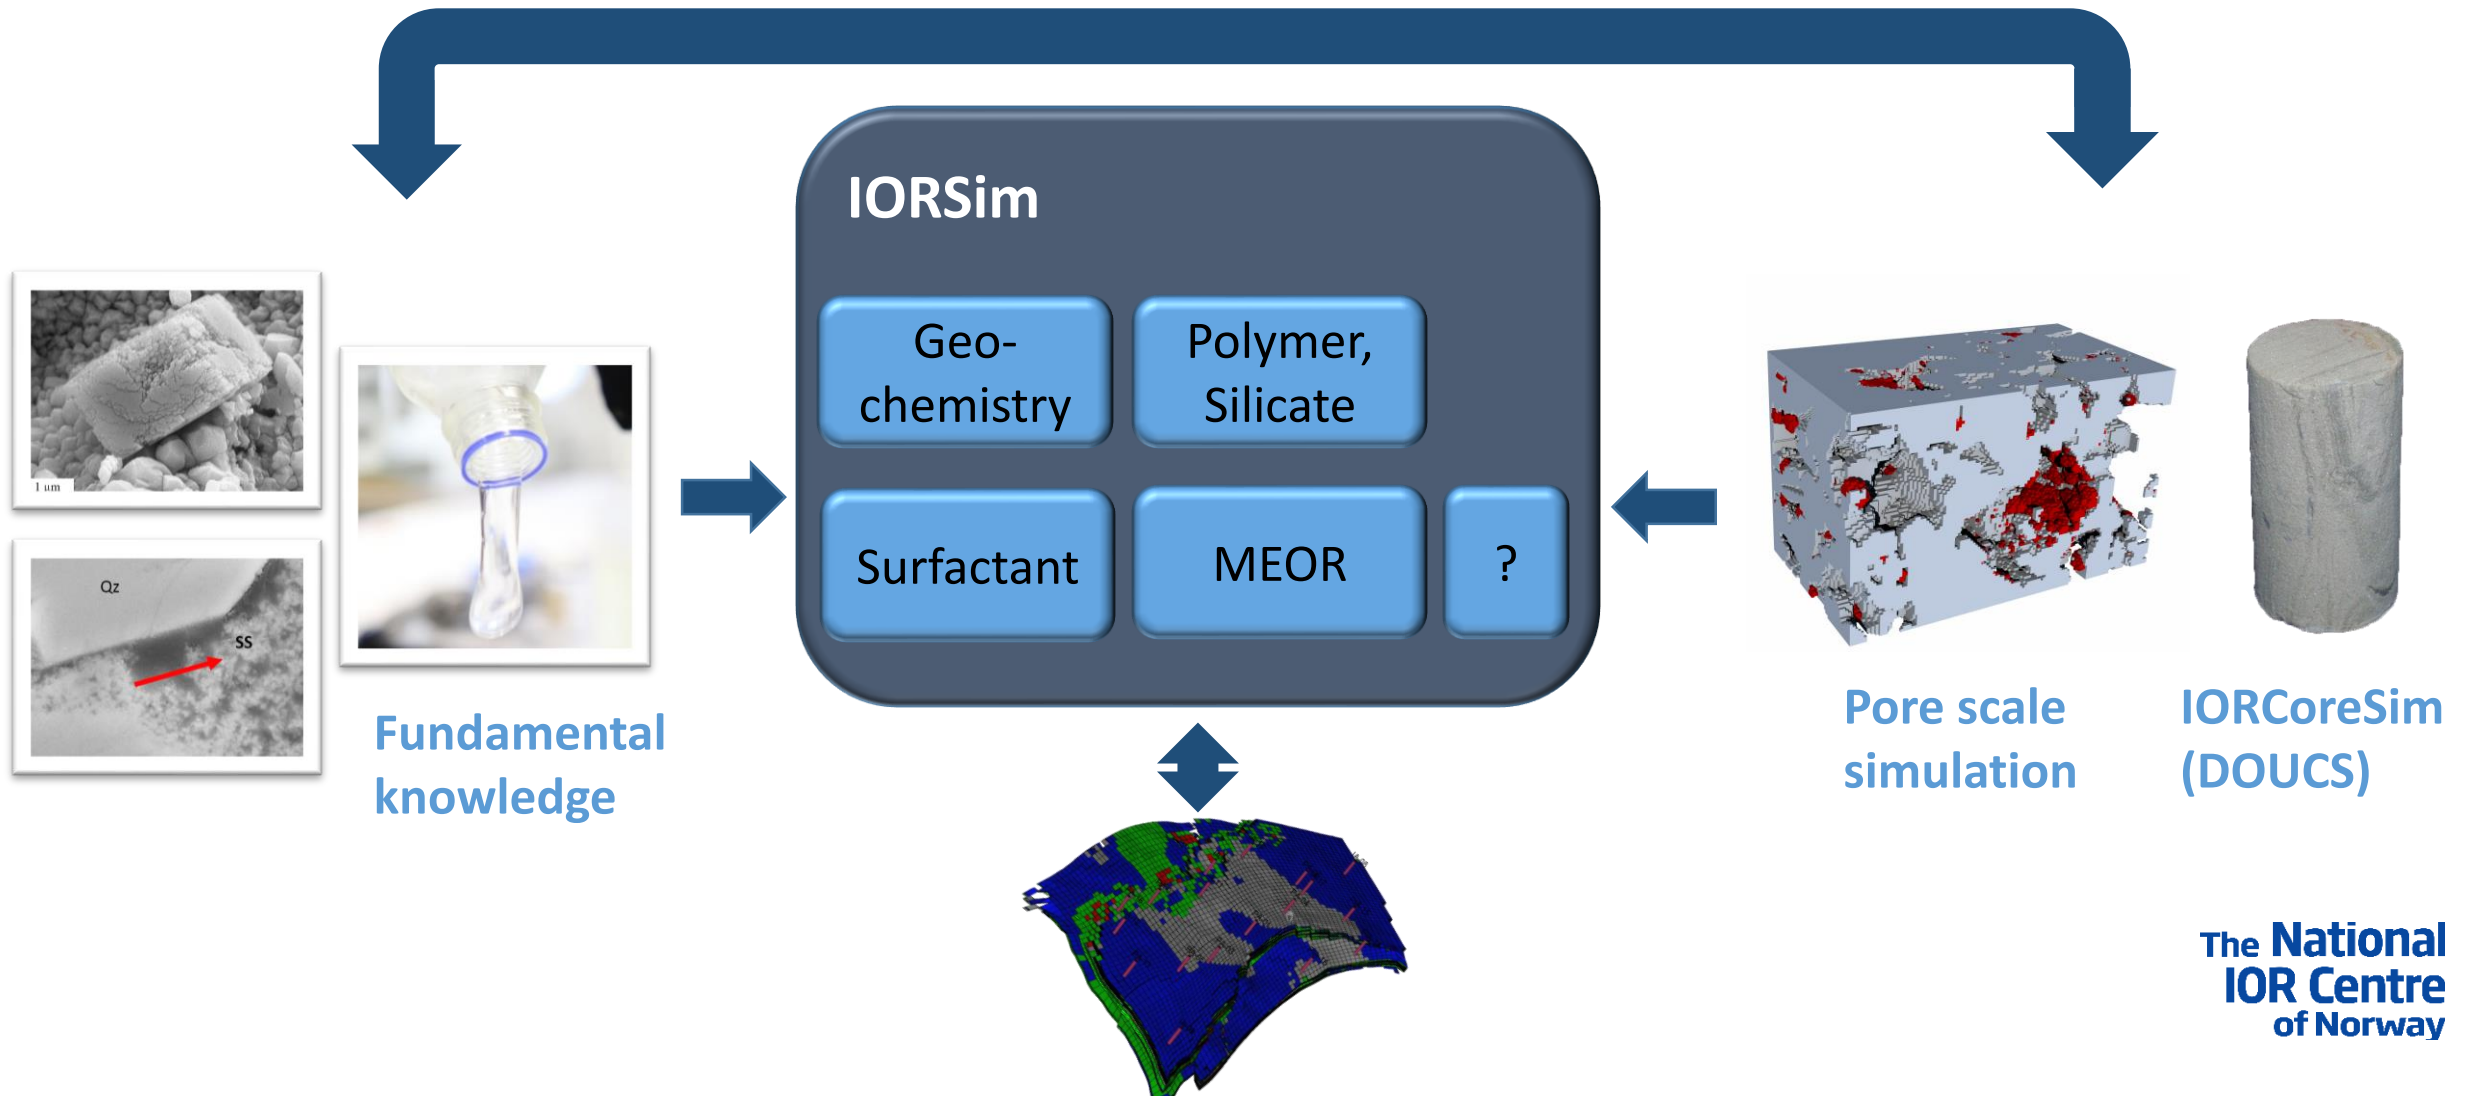 IORSim
Geo-
chemistry
Polymer,
Silicate
Surfactant
MEOR
?
1 μm
Qz
SS
Fundamental
knowledge
Pore scale
simulation
IORCoreSim
(DOUCS)
The National
IOR Centre
of Norway